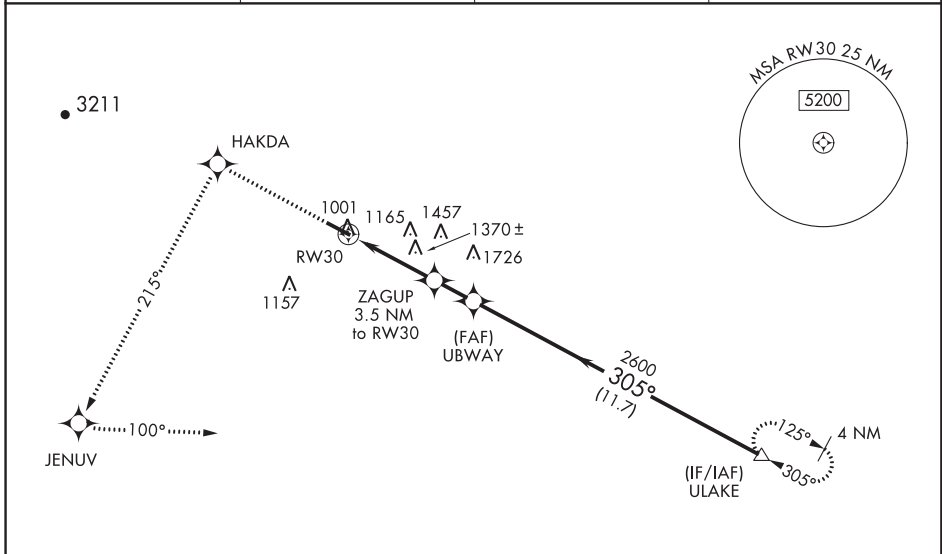 MSA RW30 25 NM
5200
3211
HAKDA
1001
1165
1457
1370 ±
1726
RW30
1157
ZAGUP
3.5 NM
to RW30
(FAF)
UBWAY
215°
2600
305°
(11.7)
100°
JENUV
125°
4 NM
305°
(IF/IAF)
ULAKE